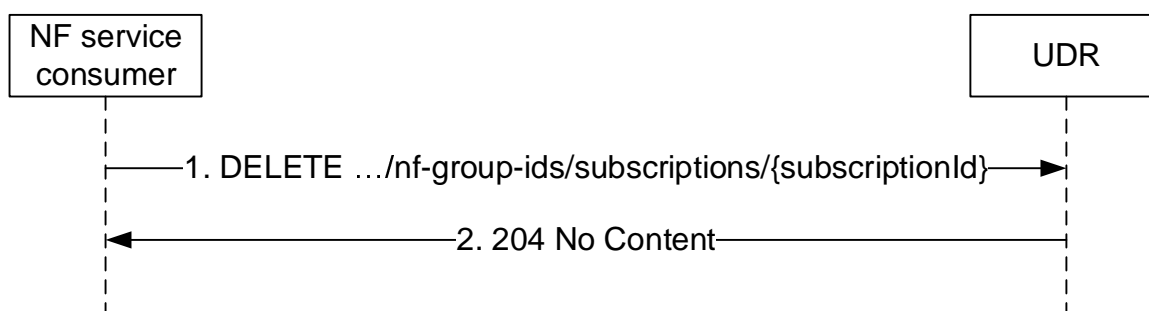 NF service
consumer
UDR
1. DELETE …/nf-group-ids/subscriptions/{subscriptionId}
2. 204 No Content